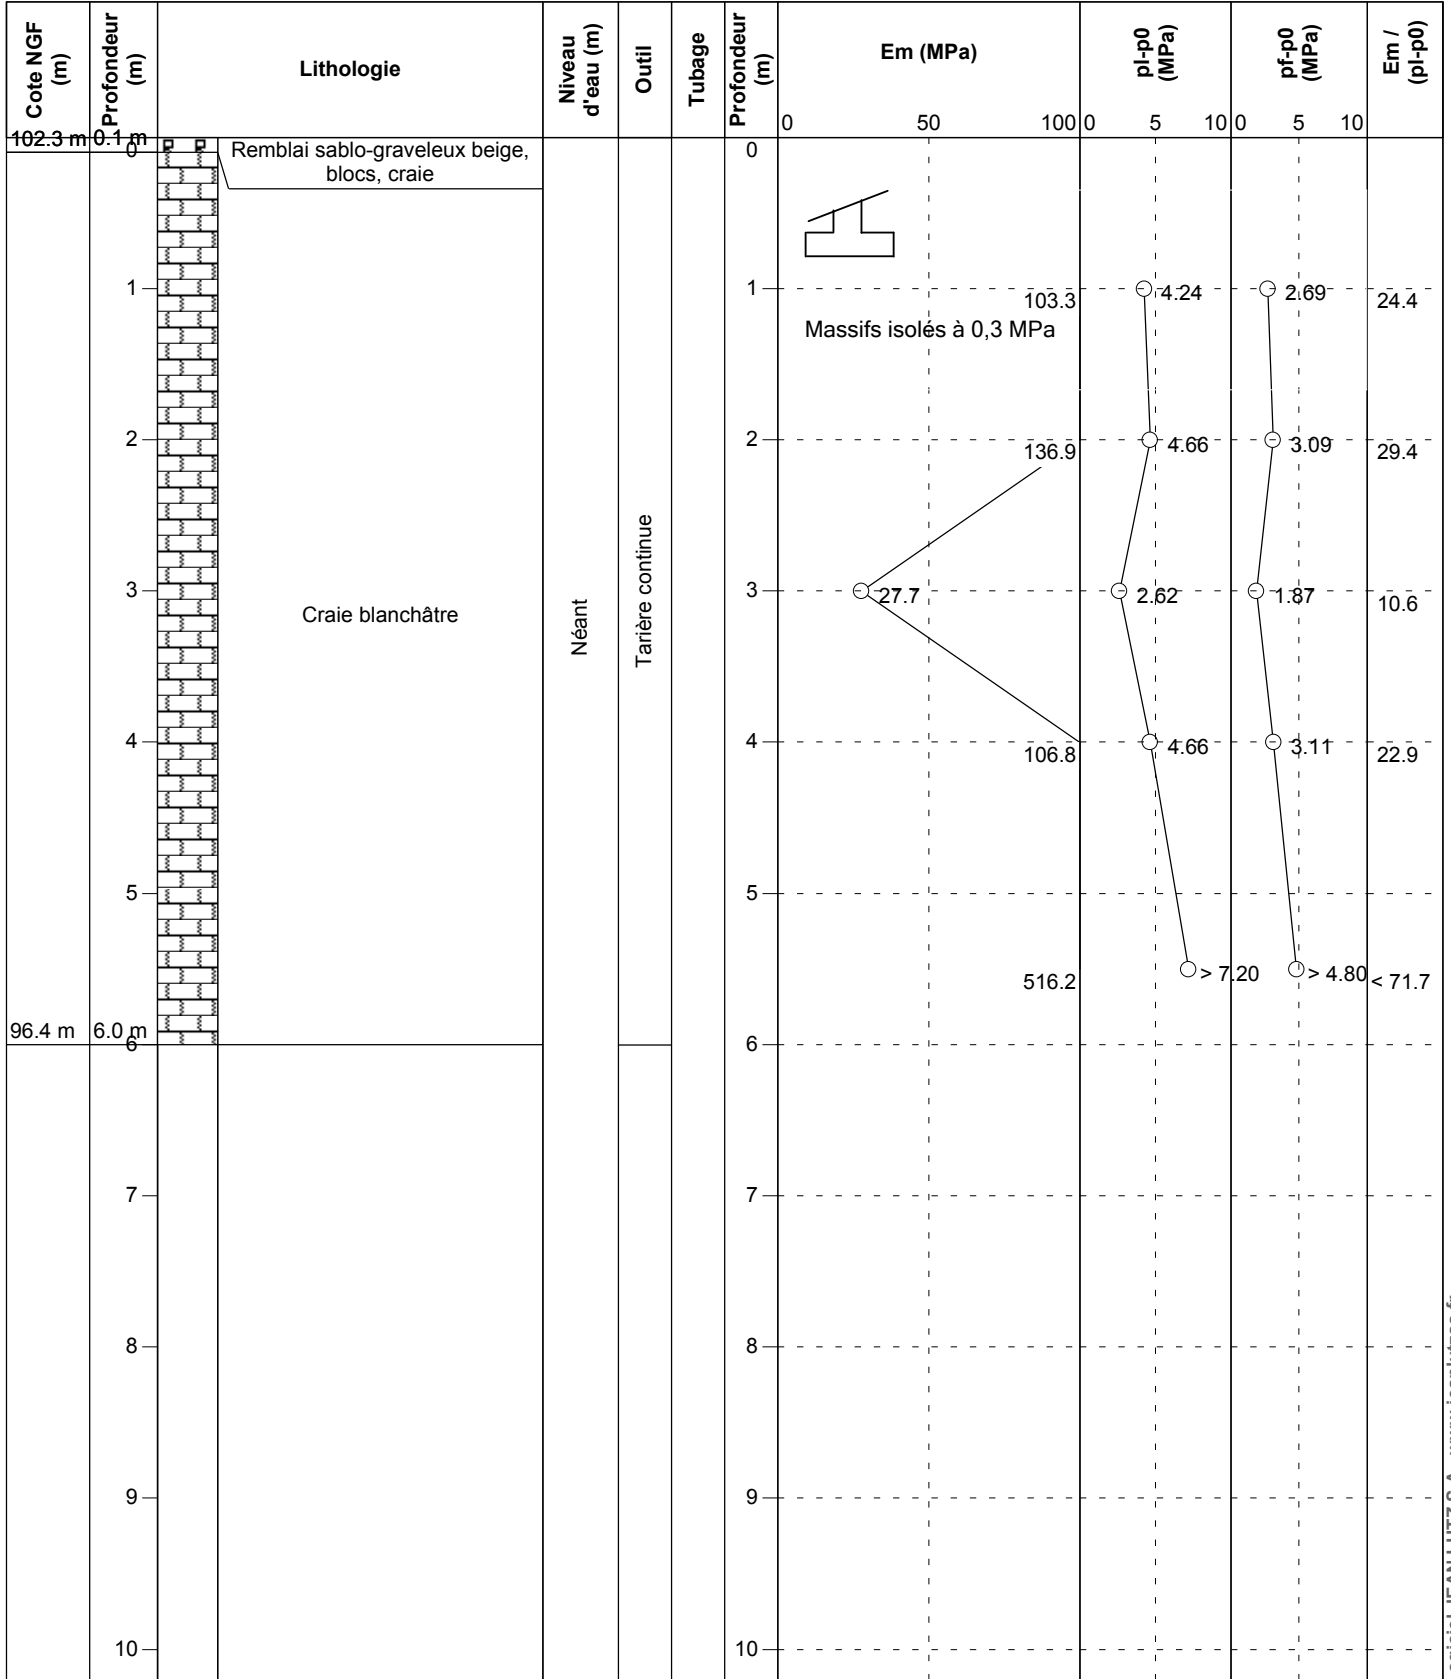 Cote NGF
(m)
Profondeur
(m)
Lithologie
Niveau
d'eau (m)
Outil
Tubage
Profondeur
(m)
Em (MPa)
pl-p0
(MPa)
pf-p0
(MPa)
Em /
(pl-p0)
0 50 100 0 5 10 0 5 10
102.3 m 0.1 m
0 0
Remblai sablo-graveleux beige,
blocs, craie
1 1 103.3 4.24 2.69 24.4
Massifs isolés à 0,3 MPa
2 2 136.9 4.66 3.09 29.4
3 3 27.7 2.62 1.87 10.6
Craie blanchâtre
Néant
Tarière continue
4 4 106.8 4.66 3.11 22.9
5 5
516.2 > 7.20 > 4.80 < 71.7
96.4 m 6.0 m
6 6
7 7
8 8
9 9
10 10